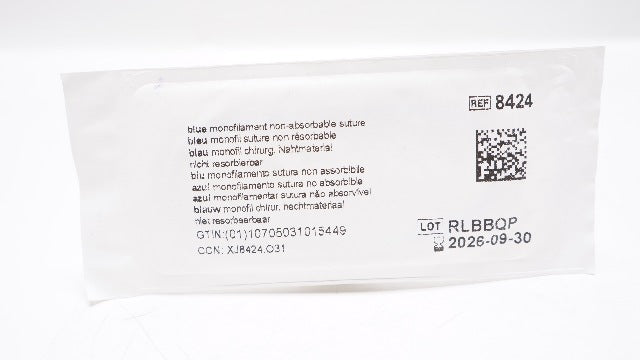 REF 8424
blue monofilament non-absorbable suture
bleu monofil suture non résorbable
blau monofil chirurg. Nahtmaterial
nicht resorbierbar
blu monofilamento sutura non assorbibile
azul monofilamento sutura no absorbible
azul monofilamentar sutura não absorvível
blauw monofil chirur. hechtmateriaal
niet resorbeerbaar
GTIN:(01)10705031015449
CCN: XJ8424.O31
LOT RLBBQP
2026-09-30